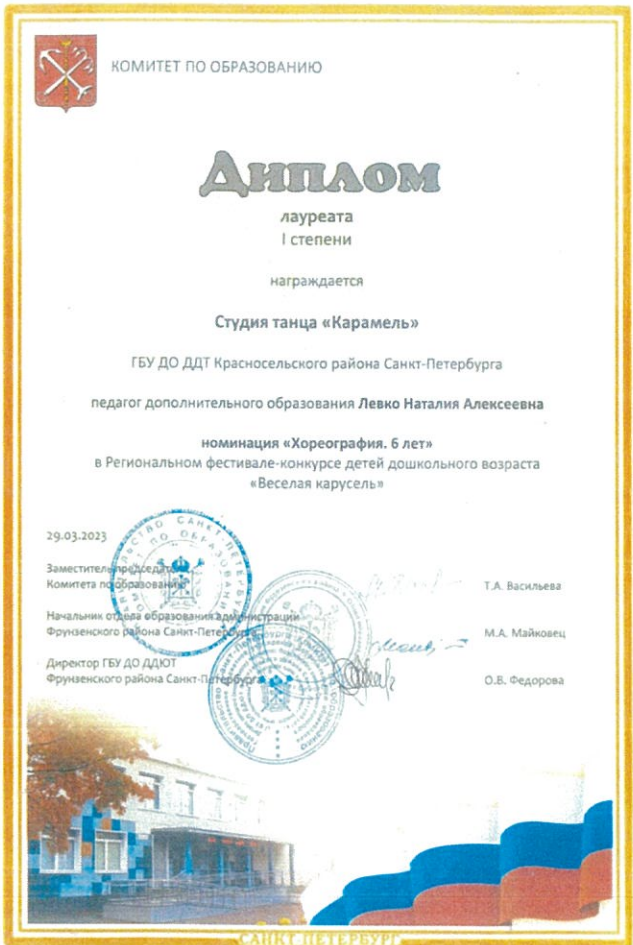 КОМИТЕТ ПО ОБРАЗОВАНИЮ
Диплом
лауреата
I степени
награждается
Студия танца «Карамель»
ГБУ ДО ДДТ Красносельского района Санкт-Петербурга
педагог дополнительного образования Левко Наталия Алексеевна
номинация «Хореография. 6 лет»
в Региональном фестивале-конкурсе детей дошкольного возраста
«Веселая карусель»
29.03.2023
Заместитель председателя
Комитета по образованию
Т.А. Васильева
Начальник отдела образования администрации
Фрунзенского района Санкт-Петербурга
М.А. Майковец
Директор ГБУ ДО ДДЮТ
Фрунзенского района Санкт-Петербурга
О.В. Федорова
САНКТ-ПЕТЕРБУРГ